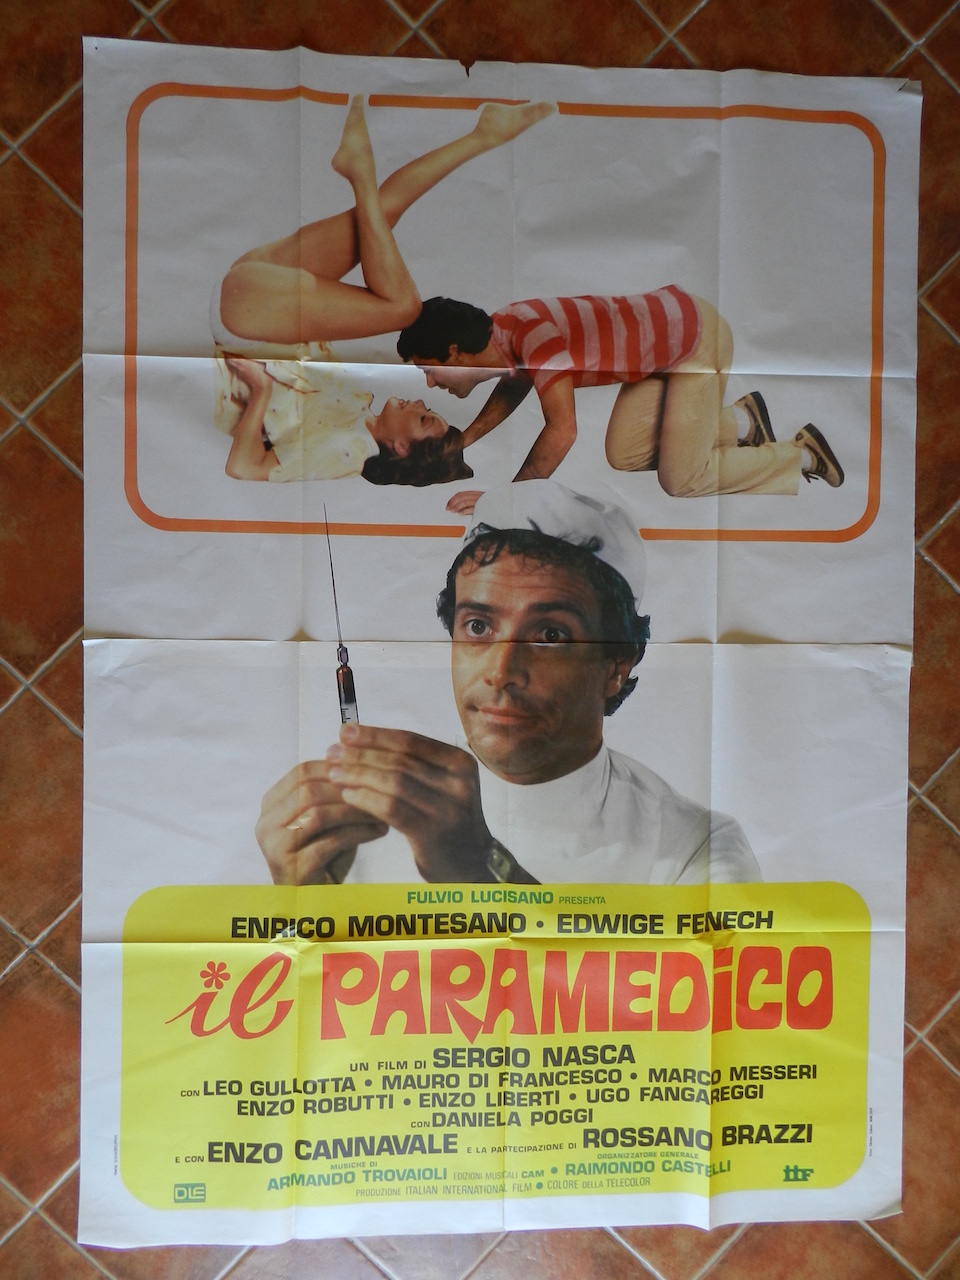 FULVIO LUCISANO PRESENTA
ENRICO MONTESANO • EDWIGE FENECH
il PARAMEDICO
UN FILM DI SERGIO NASCA
CON LEO GULLOTTA • MAURO DI FRANCESCO • MARCO MESSERI
ENZO ROBUTTI • ENZO LIBERTI • UGO FANGAREGGI
CON DANIELA POGGI
E CON ENZO CANNAVALE E LA PARTECIPAZIONE DI ROSSANO BRAZZI
MUSICHE DI
ARMANDO TROVAIOLI EDIZIONI MUSICALI CAM •
ORGANIZZATORE GENERALE
RAIMONDO CASTELLI
PRODUZIONE ITALIAN INTERNATIONAL FILM • COLORE DELLA TELECOLOR
DLE
IIF